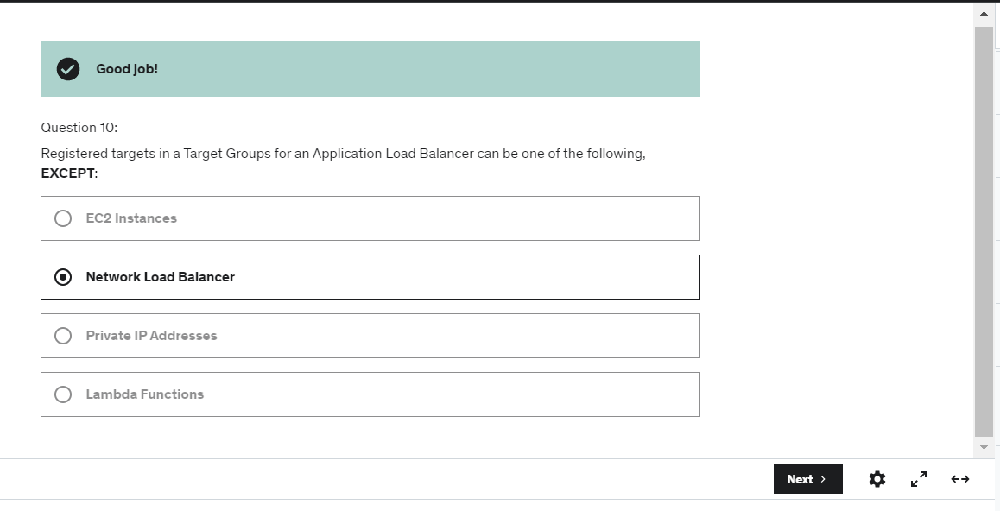 Good job!
Question 10:
Registered targets in a Target Groups for an Application Load Balancer can be one of the following,
EXCEPT:
EC2 Instances
Network Load Balancer
Private IP Addresses
Lambda Functions
Next